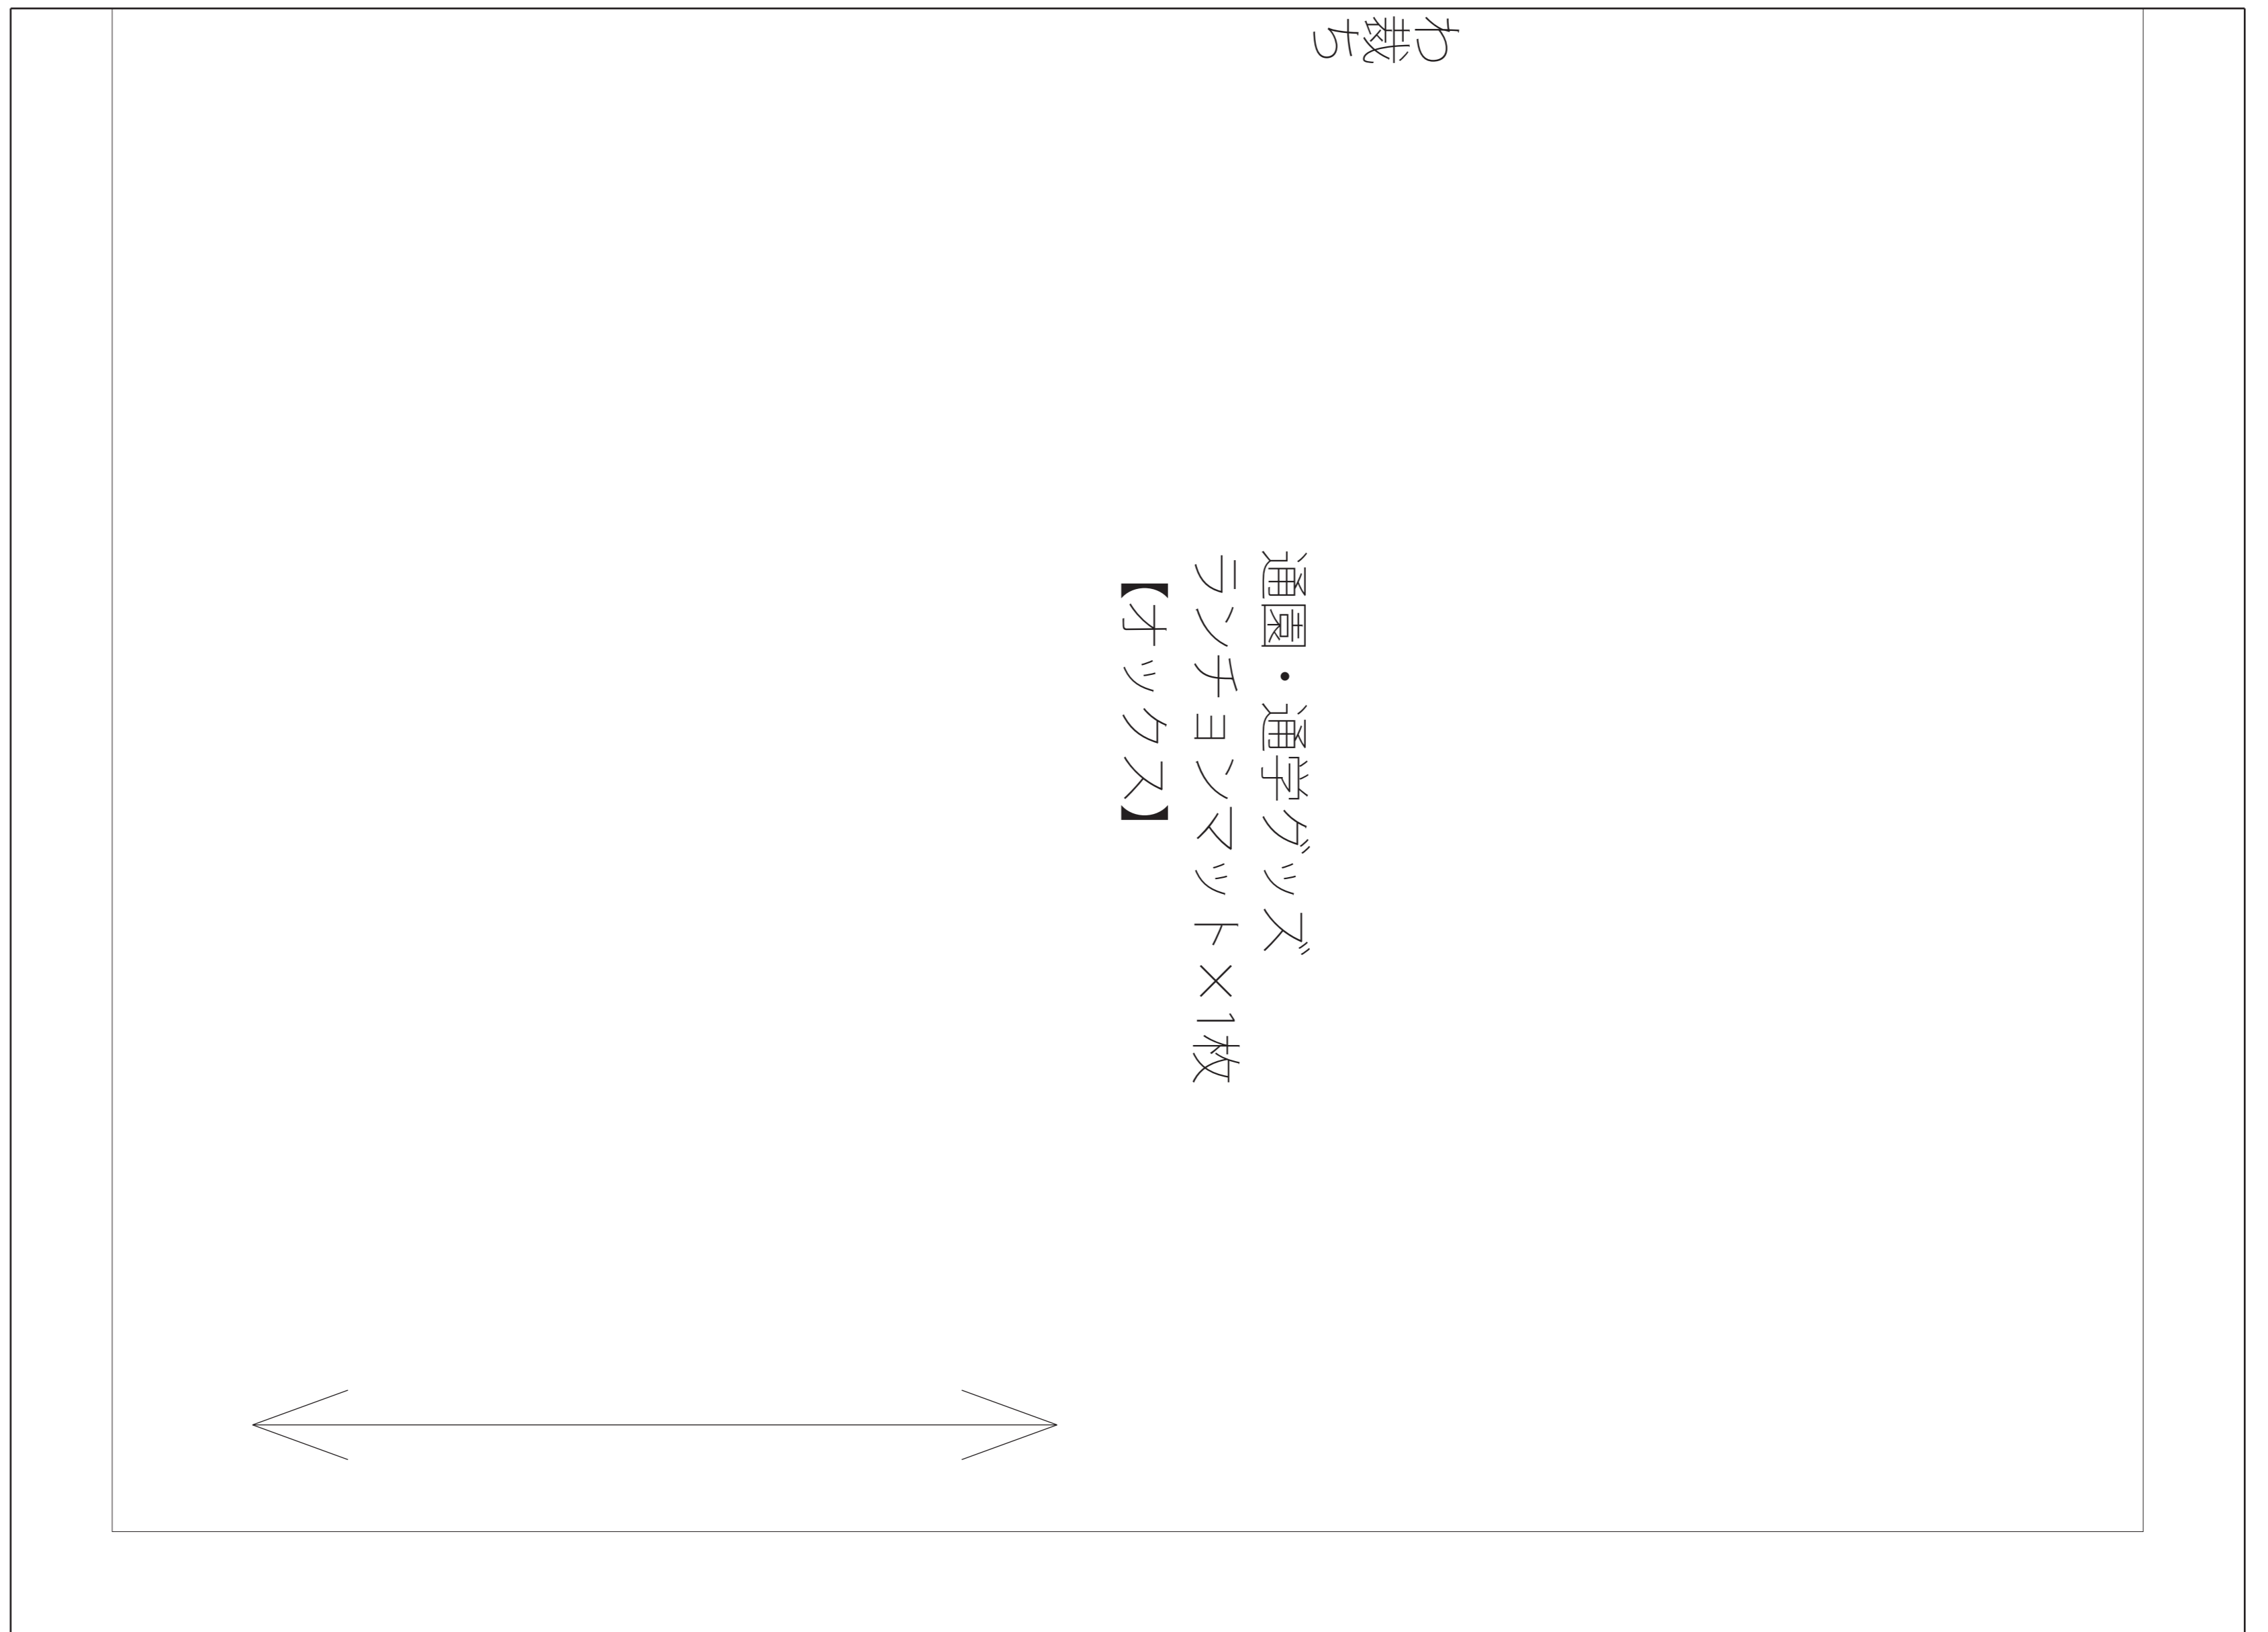 わ裁ち
通園・通学グッズ
ランチョンマット×1枚
【オックス】